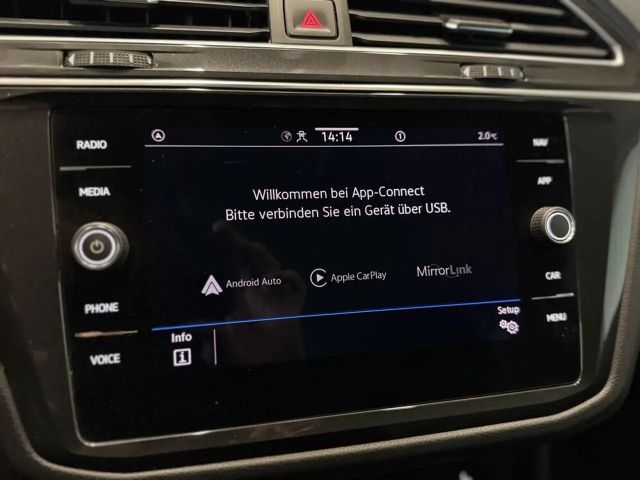 RADIO
MEDIA
PHONE
VOICE
14:14
1
2.0°C
Willkommen bei App-Connect
Bitte verbinden Sie ein Gerät über USB.
Android Auto
Apple CarPlay
MirrorLink
Info
Setup
NAV
APP
CAR
MENU